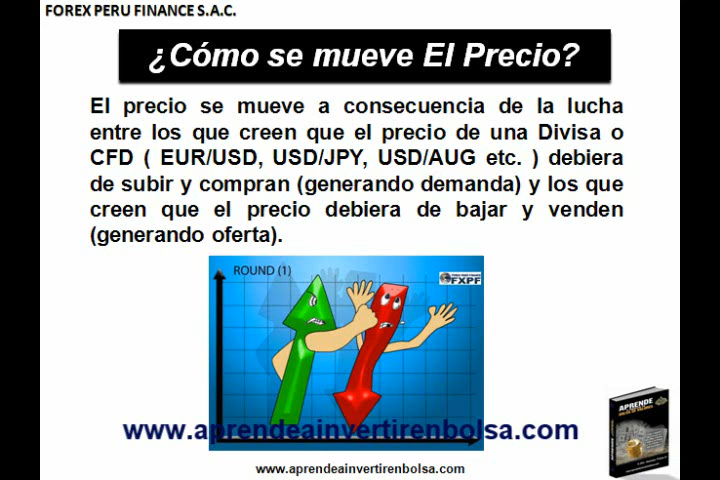 FOREX PERU FINANCE S.A.C.
¿Cómo se mueve El Precio?
El precio se mueve a consecuencia de la lucha
entre los que creen que el precio de una Divisa o
CFD ( EUR/USD, USD/JPY, USD/AUG etc. ) debiera
de subir y compran (generando demanda) y los que
creen que el precio debiera de bajar y venden
(generando oferta).
ROUND (1)
FXPF
www.aprendeainvertirenbolsa.com
APRENDE
www.aprendeainvertirenbolsa.com